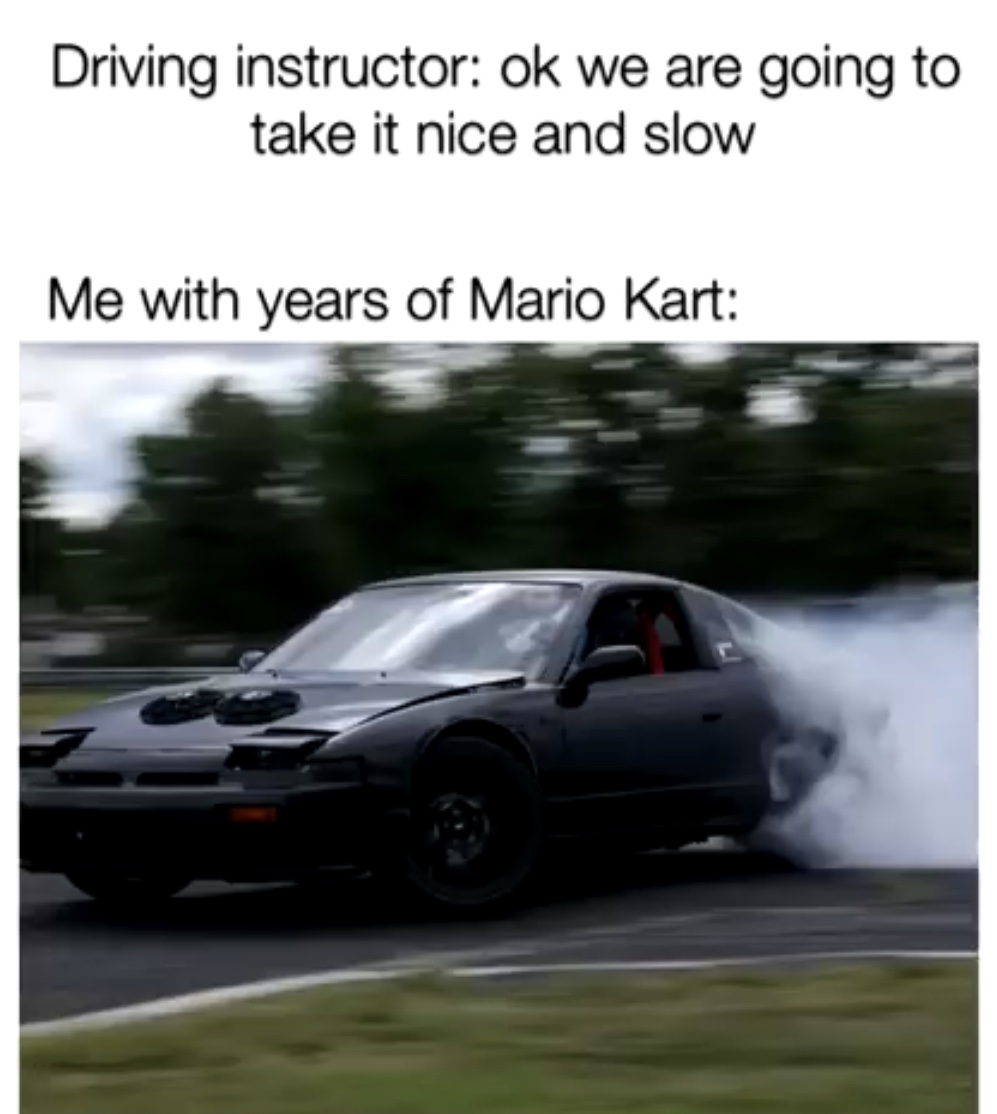 Driving instructor: ok we are going to
take it nice and slow
Me with years of Mario Kart: